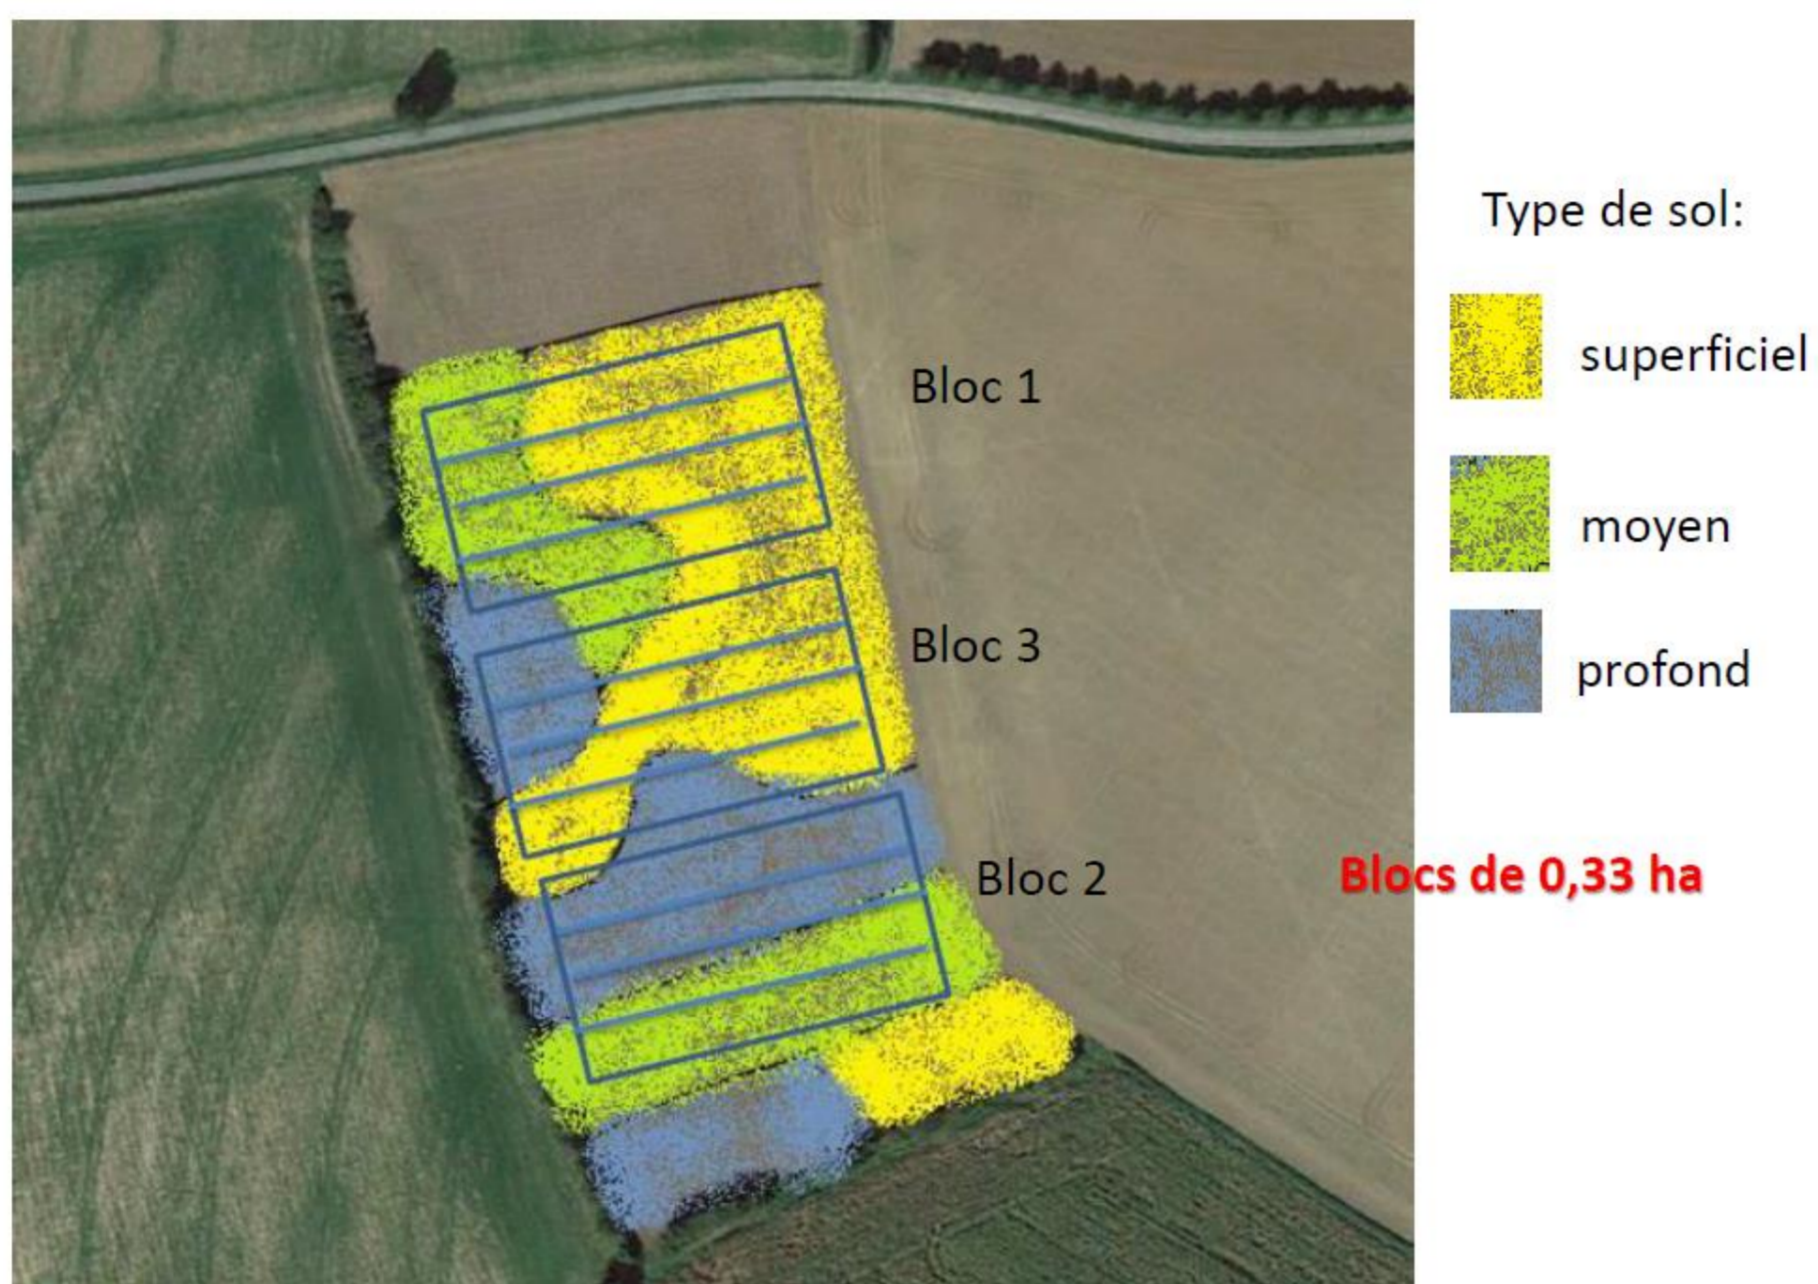 Type de sol:
superficiel
moyen
profond
Bloc 1
Bloc 3
Bloc 2
Blocs de 0,33 ha